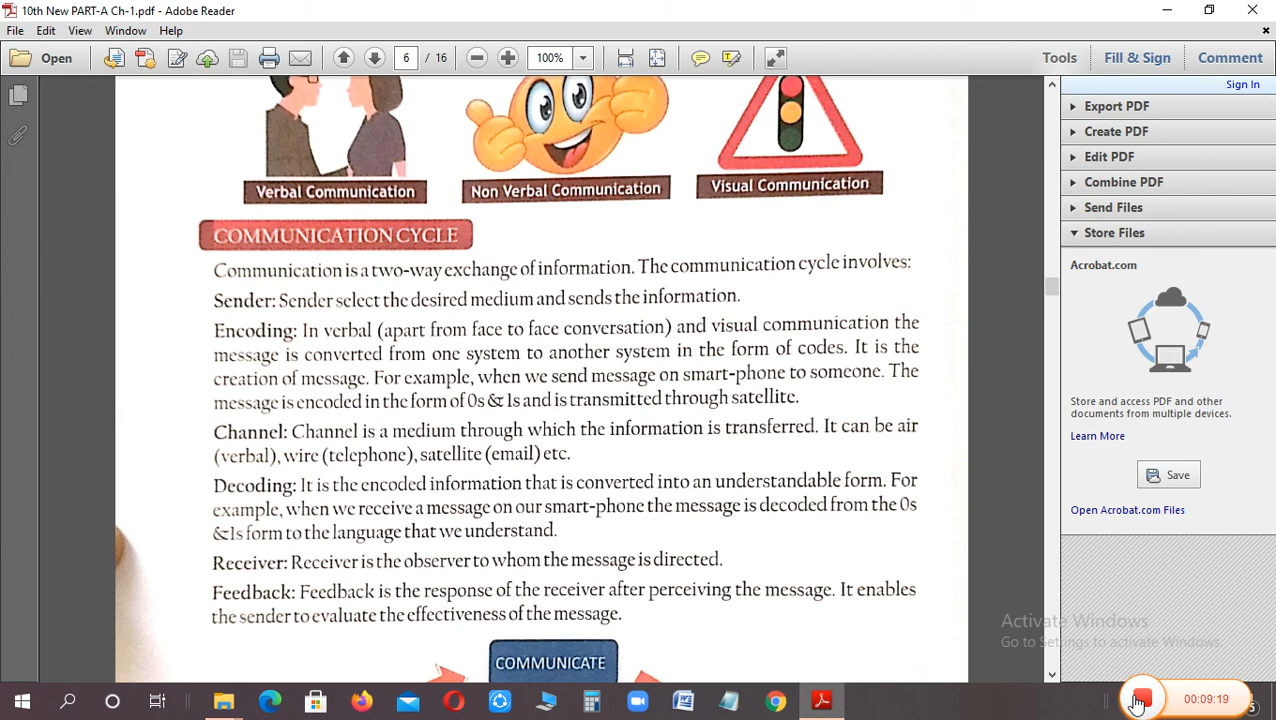 10th New PART-A Ch-1.pdf - Adobe Reader
File Edit View Window Help
Open 6 / 16 100% Tools Fill & Sign Comment
Sign In
Export PDF
Create PDF
Edit PDF
Combine PDF
Send Files
Store Files
Acrobat.com
Store and access PDF and other
documents from multiple devices.
Learn More
Save
Open Acrobat.com Files
Verbal Communication Non Verbal Communication Visual Communication
COMMUNICATION CYCLE
Communication is a two-way exchange of information. The communication cycle involves:
Sender: Sender select the desired medium and sends the information.
Encoding: In verbal (apart from face to face conversation) and visual communication the
message is converted from one system to another system in the form of codes. It is the
creation of message. For example, when we send message on smart-phone to someone. The
message is encoded in the form of 0s & 1s and is transmitted through satellite.
Channel: Channel is a medium through which the information is transferred. It can be air
(verbal), wire (telephone), satellite (email) etc.
Decoding: It is the encoded information that is converted into an understandable form. For
example, when we receive a message on our smart-phone the message is decoded from the 0s
&1s form to the language that we understand.
Receiver: Receiver is the observer to whom the message is directed.
Feedback: Feedback is the response of the receiver after perceiving the message. It enables
the sender to evaluate the effectiveness of the message.
COMMUNICATE
Activate Windows
Go to Settings to activate Windows.
00:09:19